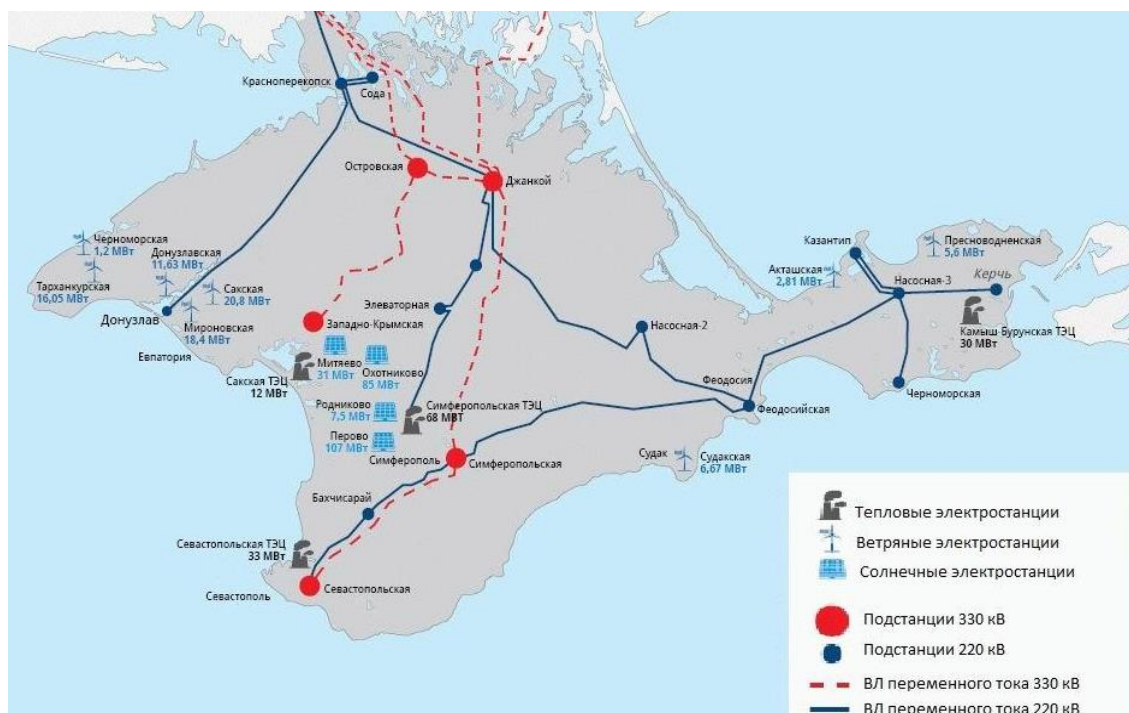 Красноперекопск
Сода
Островская
Джанкой
Черноморская
1,2 МВт
Донузлавская
11,63 МВт
Тарханкурская
16,05 МВт
Сакская
20,8 МВт
Донузлав
Мироновская
18,4 МВт
Евпатория
Элеваторная
Западно-Крымская
Насосная-2
Казантип
Пресноводненская
5,6 МВт
Акташская
2,81 МВт
Керчь
Насосная-3
Камыш-Бурунская ТЭЦ
30 МВт
Черноморская
Митяево
31 МВт
Охотниково
85 МВт
Сакская ТЭЦ
12 МВт
Родниково
7,5 МВт
Симферопольская ТЭЦ
68 МВТ
Перово
107 МВт
Симферополь
Симферопольская
Феодосия
Феодосийская
Судак
Судакская
6,67 МВт
Бахчисарай
Севастопольская ТЭЦ
33 МВт
Севастополь
Севастопольская
Тепловые электростанции
Ветряные электростанции
Солнечные электростанции
Подстанции 330 кВ
Подстанции 220 кВ
ВЛ переменного тока 330 кВ
ВЛ переменного тока 220 кВ